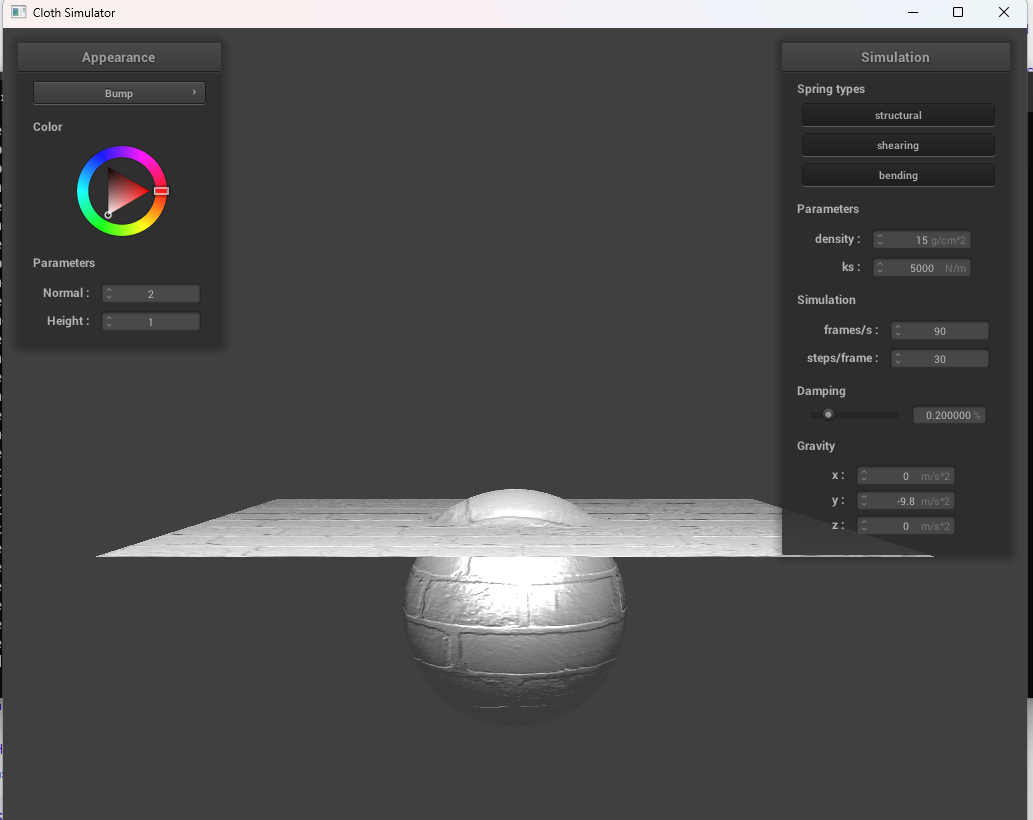 Cloth Simulator
Appearance
Bump
Color
Parameters
Normal : 2
Height : 1
Simulation
Spring types
structural
shearing
bending
Parameters
density : 15 g/cm^2
ks : 5000 N/m
Simulation
frames/s : 90
steps/frame : 30
Damping
0.200000 %
Gravity
x : 0 m/s^2
y : -9.8 m/s^2
z : 0 m/s^2